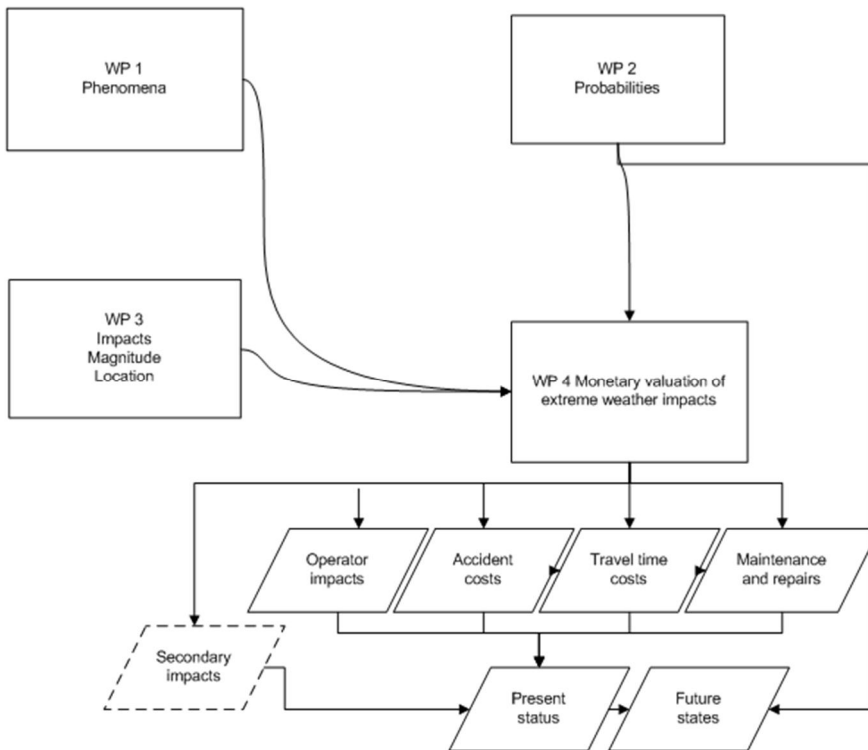 WP 1
Phenomena
WP 2
Probabilities
WP 3
Impacts
Magnitude
Location
WP 4 Monetary valuation of
extreme weather impacts
Operator
impacts
Accident
costs
Travel time
costs
Maintenance
and repairs
Secondary
impacts
Present
status
Future
states